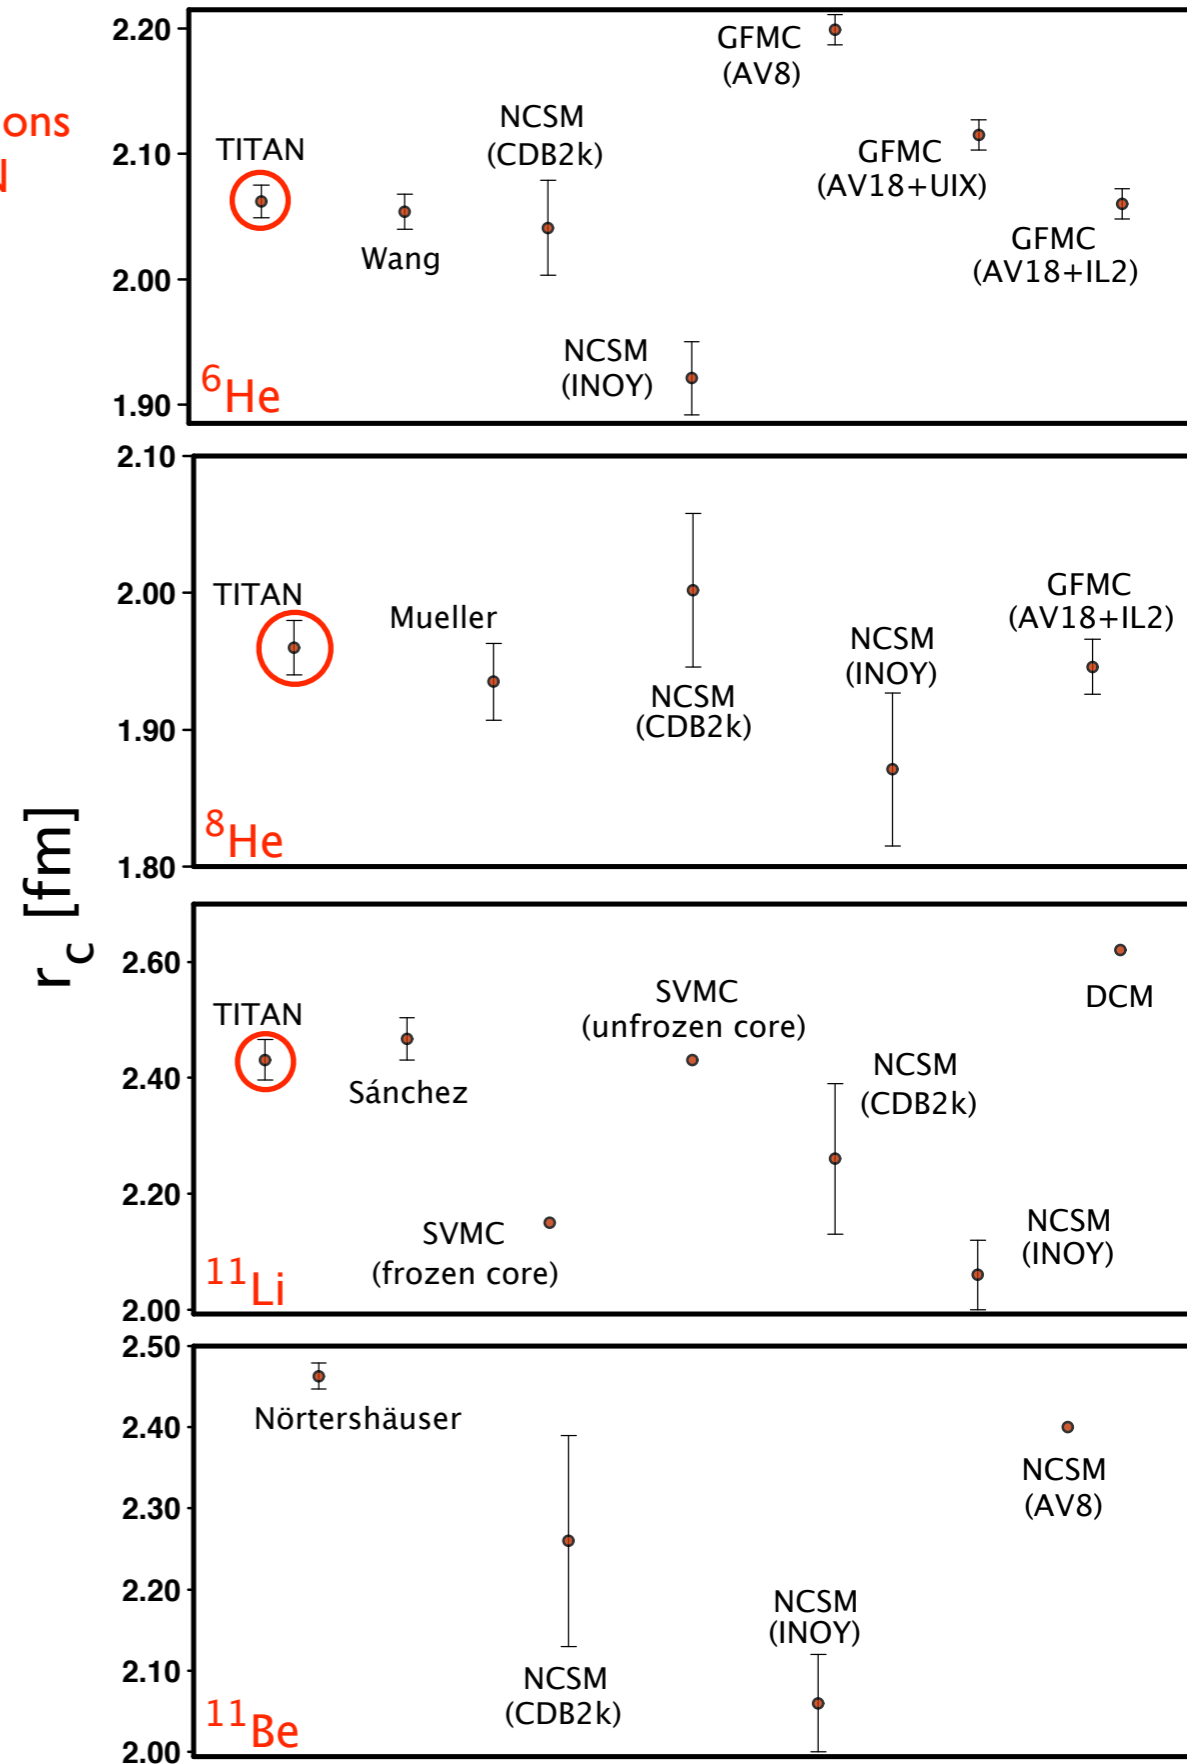 ons
2.20
2.10
2.00
1.90
TITAN
Wang
NCSM
(CDB2k)
NCSM
(INOY)
GFMC
(AV8)
GFMC
(AV18+UIX)
GFMC
(AV18+IL2)
6He
2.10
2.00
1.90
1.80
TITAN
Mueller
NCSM
(CDB2k)
NCSM
(INOY)
GFMC
(AV18+IL2)
8He
rc [fm]
2.60
2.40
2.20
2.00
TITAN
Sánchez
SVMC
(frozen core)
SVMC
(unfrozen core)
NCSM
(CDB2k)
NCSM
(INOY)
DCM
11Li
2.50
2.40
2.30
2.20
2.10
2.00
Nörtershäuser
NCSM
(CDB2k)
NCSM
(INOY)
NCSM
(AV8)
11Be